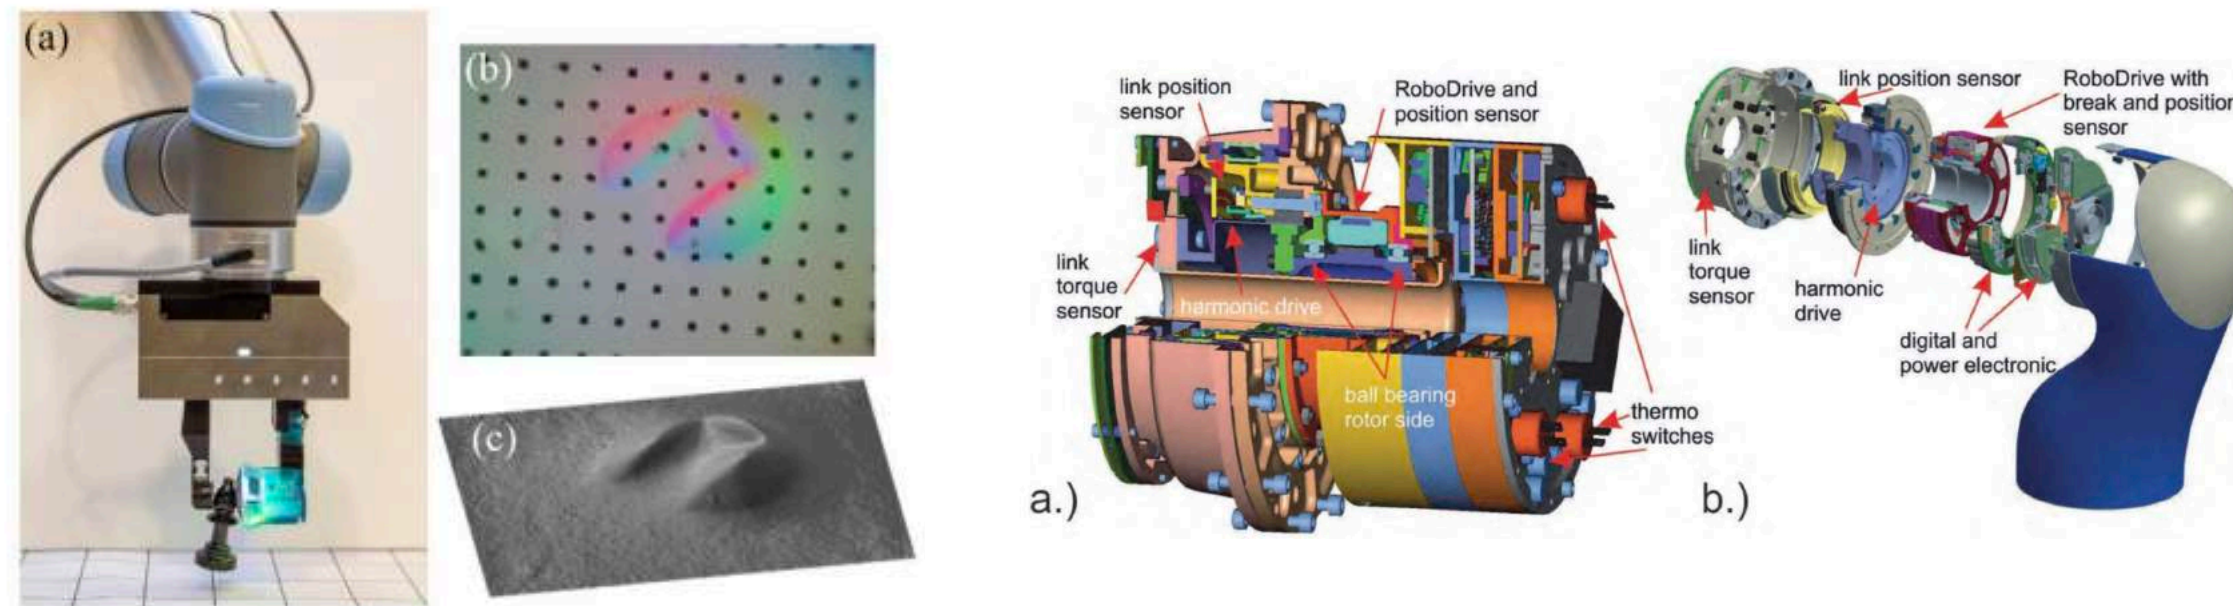 (a)
(b)
(c)
link position
sensor
RoboDrive and
position sensor
link
torque
sensor
harmonic drive
ball bearing
rotor side
thermo
switches
a.)
link position sensor
RoboDrive with
break and position
sensor
link
torque
sensor
harmonic
drive
digital and
power electronic
b.)